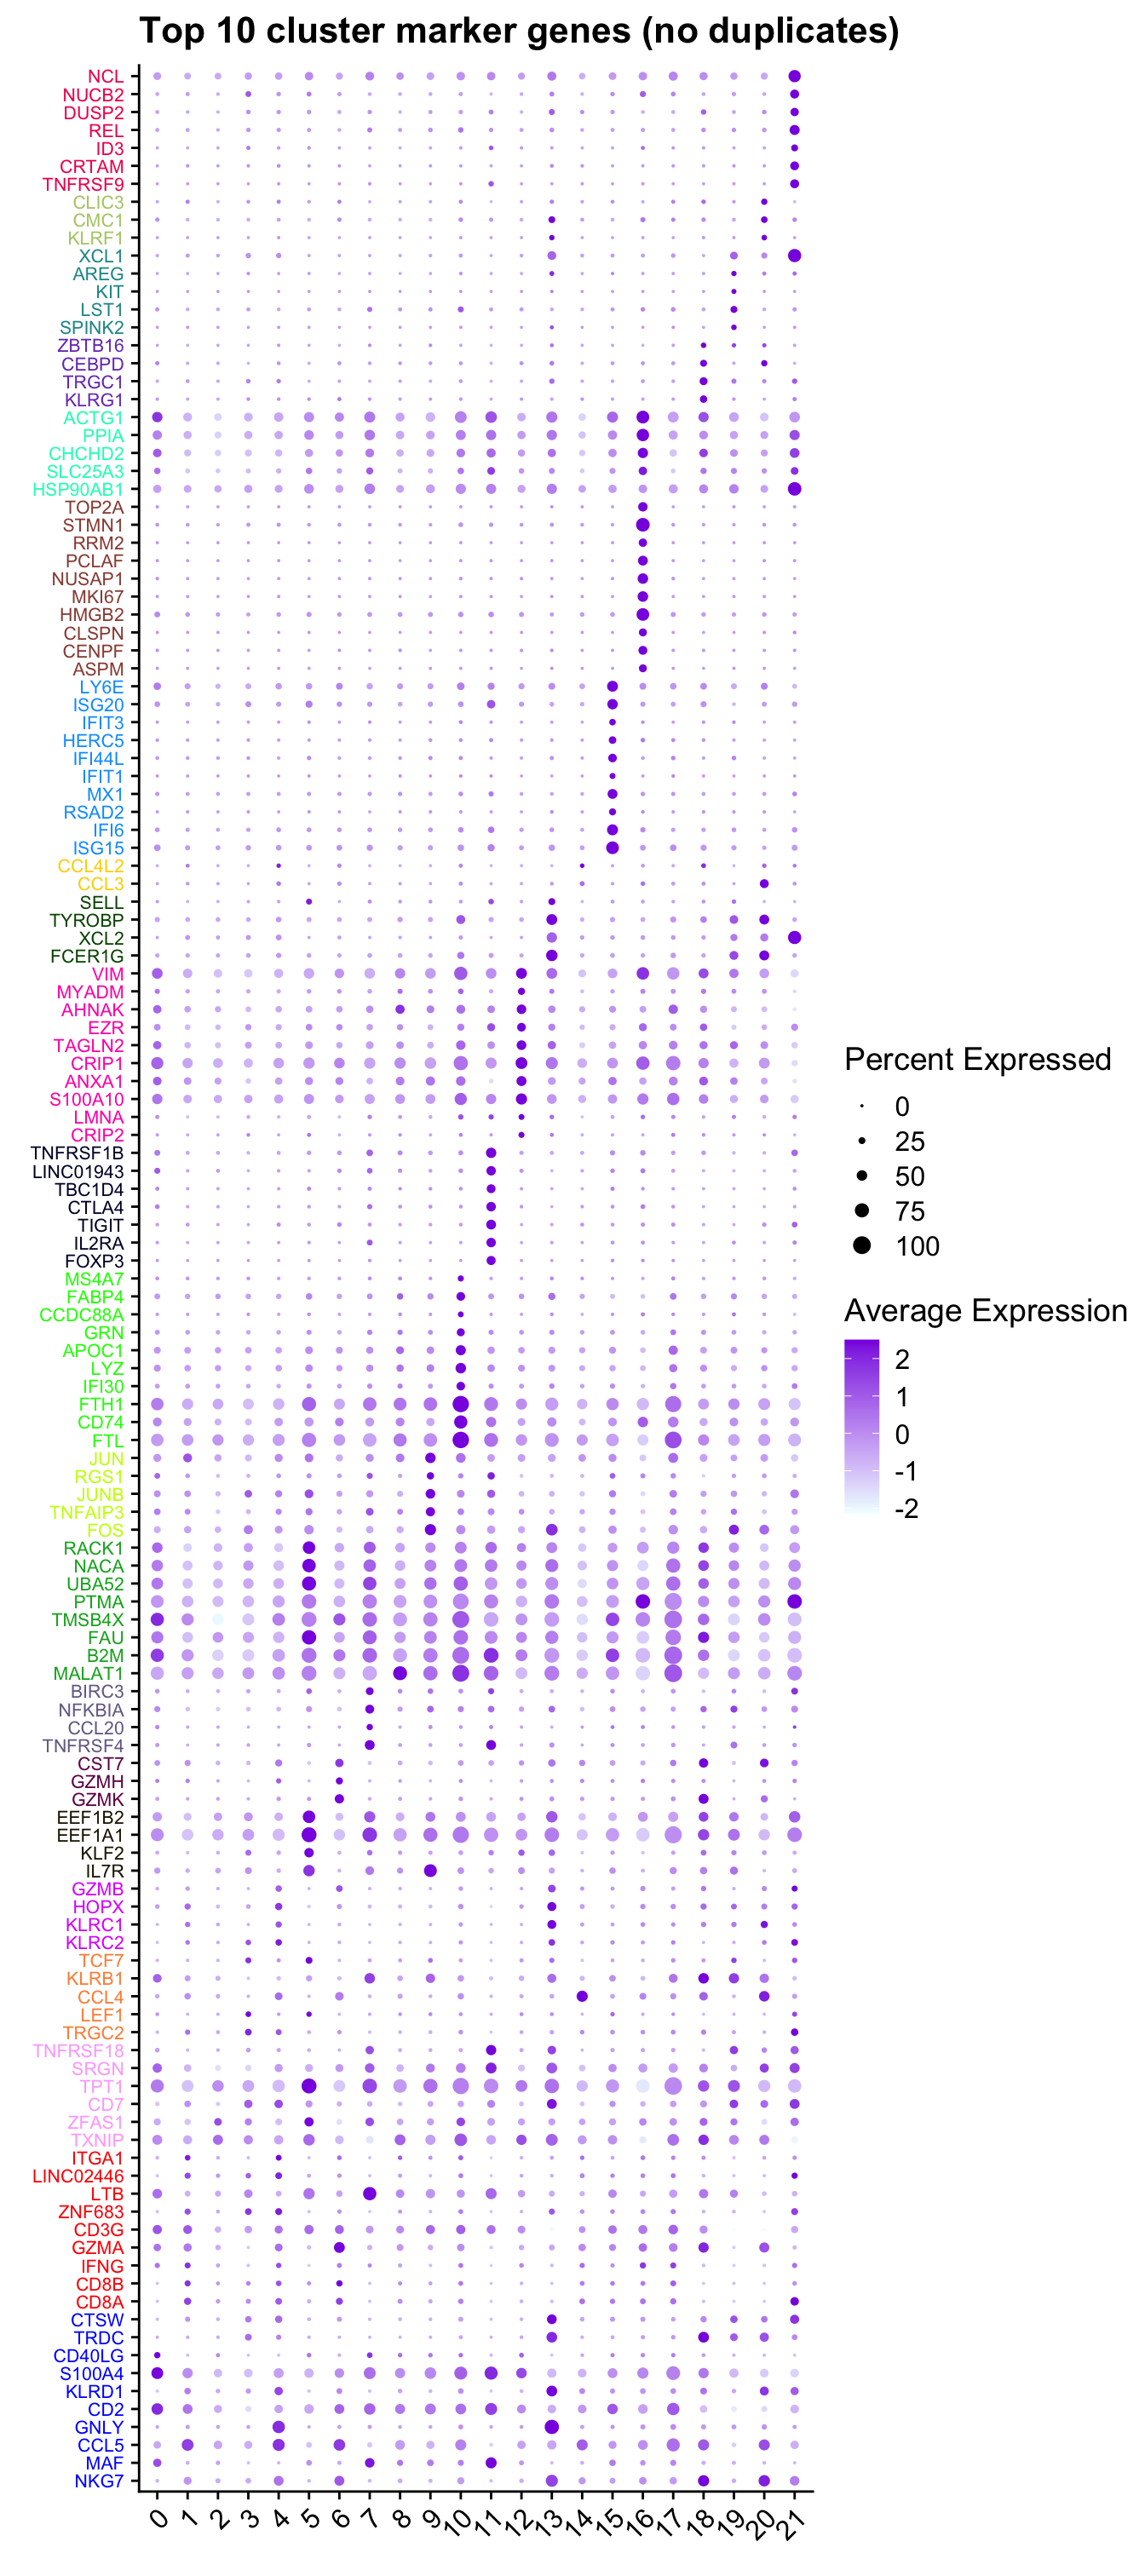 Top 10 cluster marker genes (no duplicates)
NCL
NUCB2
DUSP2
REL
ID3
CRTAM
TNFRSF9
CLIC3
CMC1
KLRF1
XCL1
AREG
KIT
LST1
SPINK2
ZBTB16
CEBPD
TRGC1
KLRG1
ACTG1
PPIA
CHCHD2
SLC25A3
HSP90AB1
TOP2A
STMN1
RRM2
PCLAF
NUSAP1
MKI67
HMGB2
CLSPN
CENPF
ASPM
LY6E
ISG20
IFIT3
HERC5
IFI44L
IFIT1
MX1
RSAD2
IFI6
ISG15
CCL4L2
CCL3
SELL
TYROBP
XCL2
FCER1G
VIM
MYADM
AHNAK
EZR
TAGLN2
CRIP1
ANXA1
S100A10
LMNA
CRIP2
TNFRSF1B
LINC01943
TBC1D4
CTLA4
TIGIT
IL2RA
FOXP3
MS4A7
FABP4
CCDC88A
GRN
APOC1
LYZ
IFI30
FTH1
CD74
FTL
JUN
RGS1
JUNB
TNFAIP3
FOS
RACK1
NACA
UBA52
PTMA
TMSB4X
FAU
B2M
MALAT1
BIRC3
NFKBIA
CCL20
TNFRSF4
CST7
GZMH
GZMK
EEF1B2
EEF1A1
KLF2
IL7R
GZMB
HOPX
KLRC1
KLRC2
TCF7
KLRB1
CCL4
LEF1
TRGC2
TNFRSF18
SRGN
TPT1
CD7
ZFAS1
TXNIP
ITGA1
LINC02446
LTB
ZNF683
CD3G
GZMA
IFNG
CD8B
CD8A
CTSW
TRDC
CD40LG
S100A4
KLRD1
CD2
GNLY
CCL5
MAF
NKG7
0 1 2 3 4 5 6 7 8 9 10 11 12 13 14 15 16 17 18 19 20 21
Percent Expressed
0
25
50
75
100
Average Expression
2
1
0
-1
-2